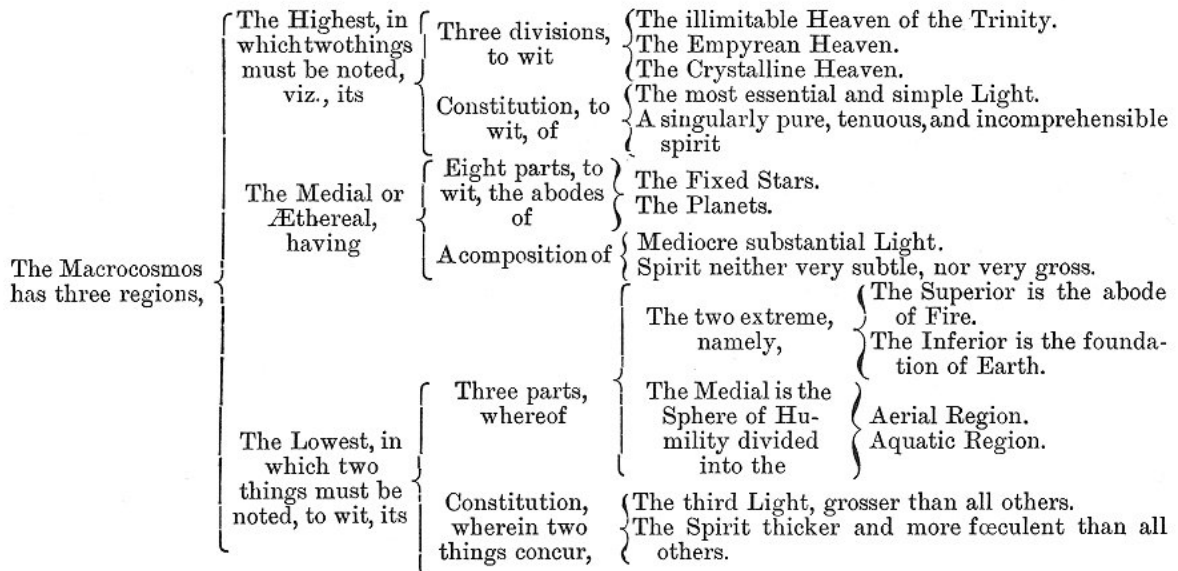 The Macrocosmos
has three regions,
The Highest, in
which twothings
must be noted,
viz., its
Three divisions,
to wit
The illimitable Heaven of the Trinity.
The Empyrean Heaven.
The Crystalline Heaven.
Constitution, to
wit, of
The most essential and simple Light.
A singularly pure, tenuous, and incomprehensible
spirit
The Medial or
Æthereal,
having
Eight parts, to
wit, the abodes
of
The Fixed Stars.
The Planets.
A composition of
Mediocre substantial Light.
Spirit neither very subtle, nor very gross.
The Lowest, in
which two
things must be
noted, to wit, its
Three parts,
whereof
The two extreme,
namely,
The Superior is the abode
of Fire.
The Inferior is the founda-
tion of Earth.
The Medial is the
Sphere of Hu-
mility divided
into the
Aerial Region.
Aquatic Region.
Constitution,
wherein two
things concur,
The third Light, grosser than all others.
The Spirit thicker and more fœculent than all
others.